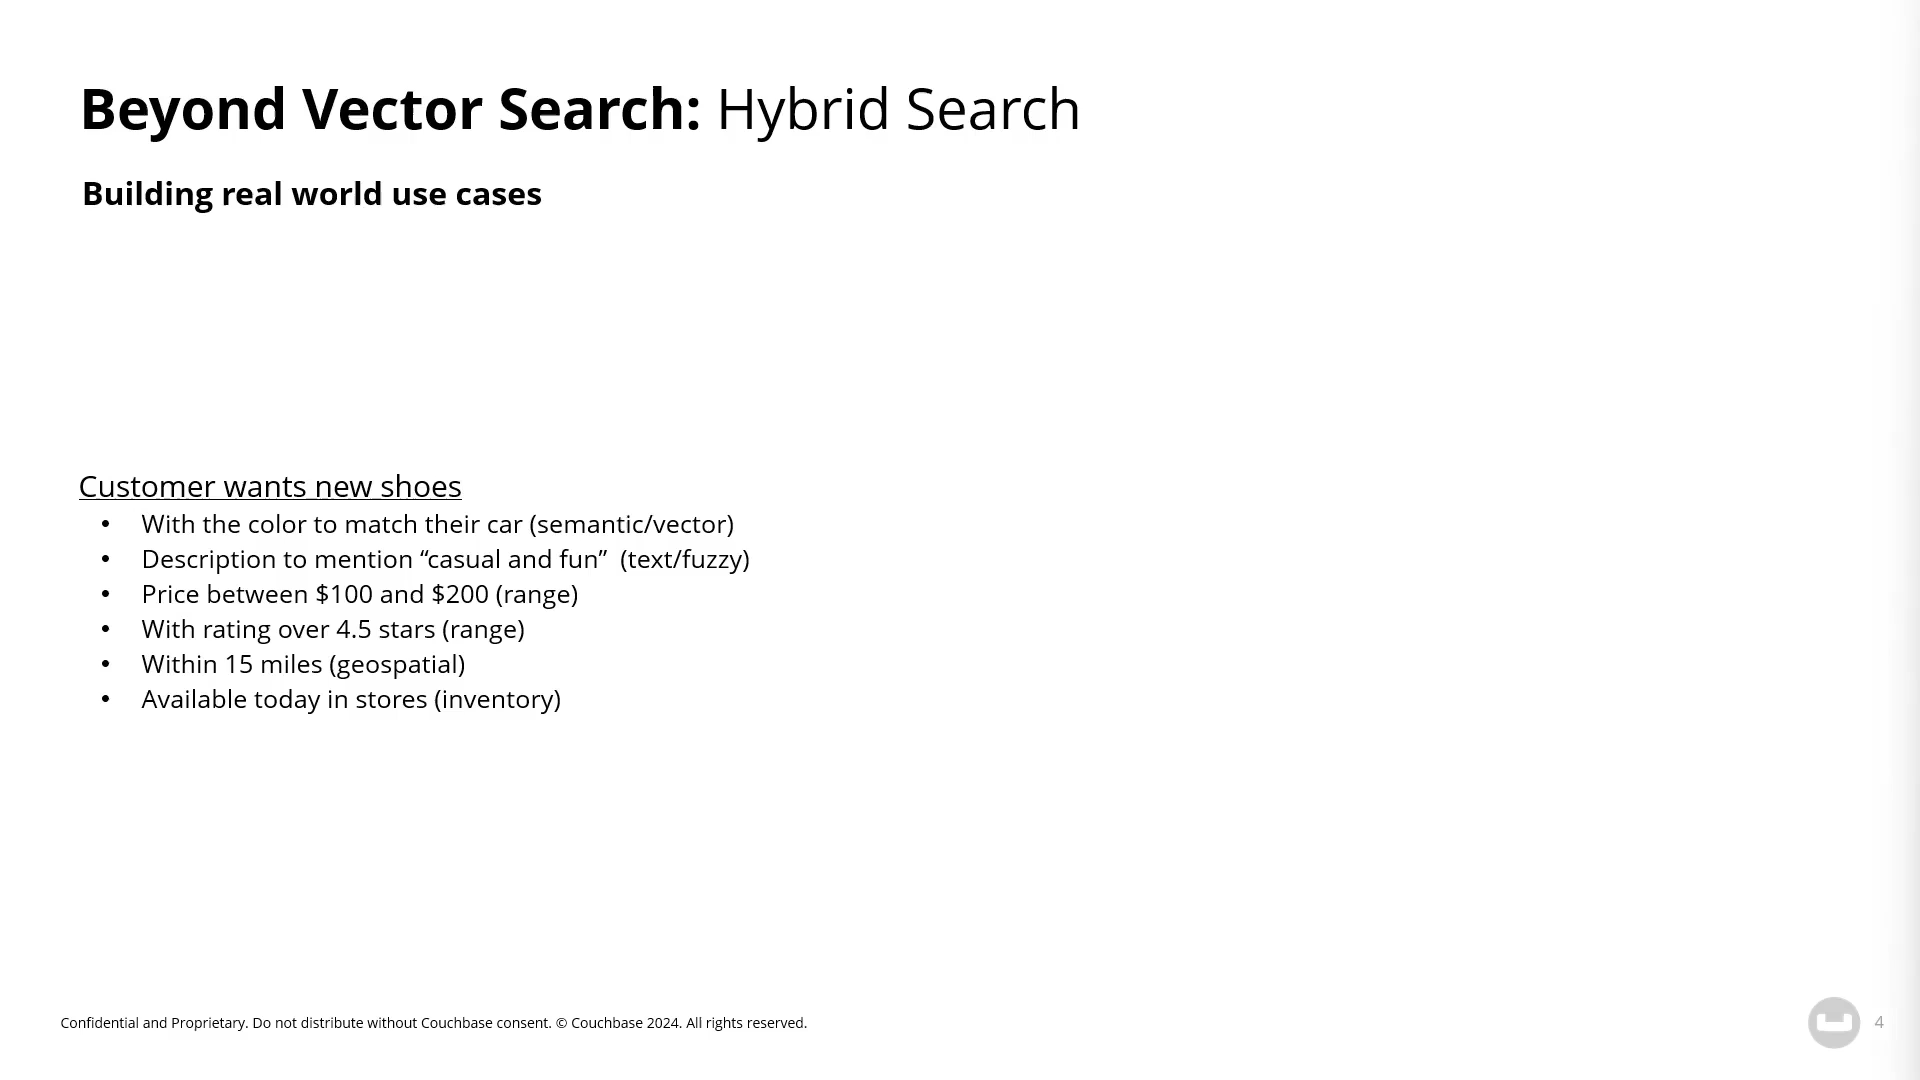 Beyond Vector Search: Hybrid Search
Building real world use cases
Customer wants new shoes
• With the color to match their car (semantic/vector)
• Description to mention “casual and fun”  (text/fuzzy)
• Price between $100 and $200 (range)
• With rating over 4.5 stars (range)
• Within 15 miles (geospatial)
• Available today in stores (inventory)
Confidential and Proprietary. Do not distribute without Couchbase consent. © Couchbase 2024. All rights reserved.
4